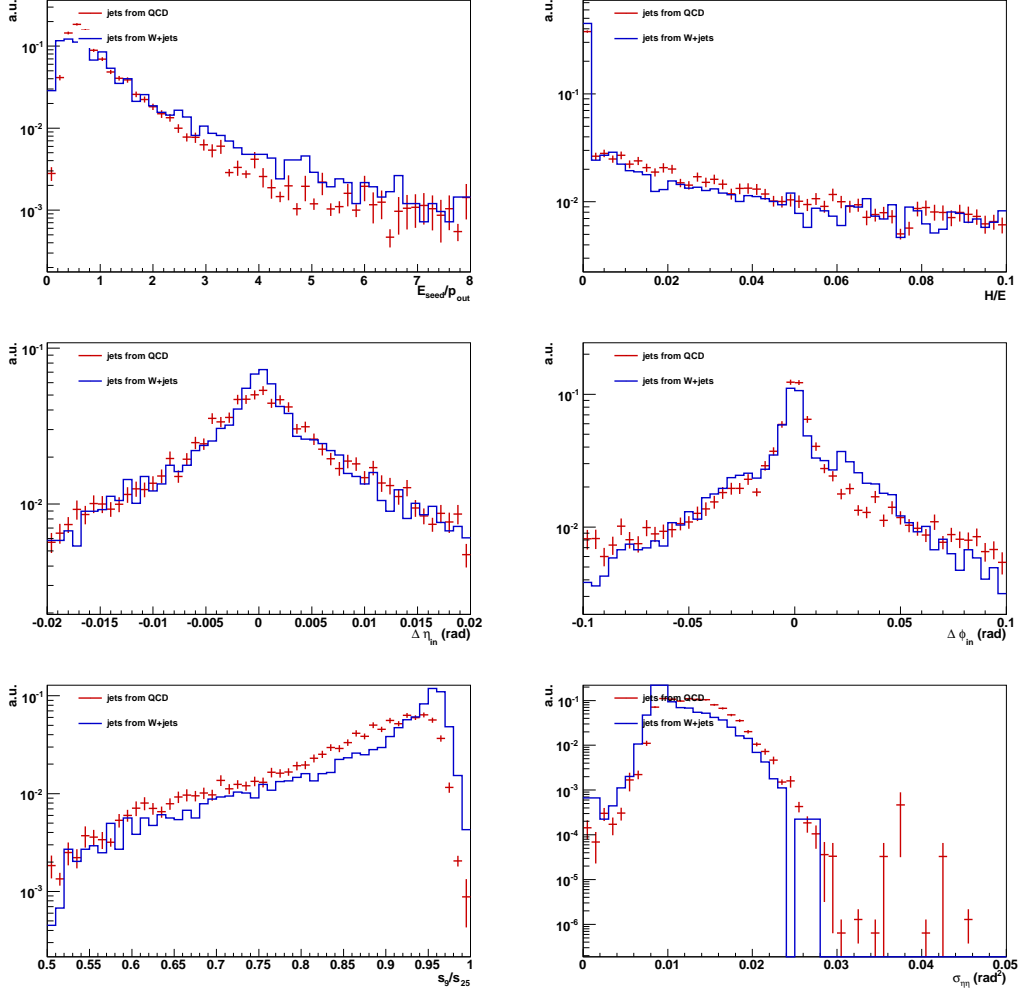 a.u.
jets from QCD
jets from W+jets
10⁻¹
10⁻²
10⁻³
0 1 2 3 4 5 6 7 8
E_seed/p_out
a.u.
jets from QCD
jets from W+jets
10⁻¹
10⁻²
0 0.02 0.04 0.06 0.08 0.1
H/E
a.u.
10⁻¹
jets from QCD
jets from W+jets
10⁻²
-0.02 -0.015 -0.01 -0.005 0 0.005 0.01 0.015 0.02
Δ η_in (rad)
a.u.
jets from QCD
jets from W+jets
10⁻¹
10⁻²
-0.1 -0.05 0 0.05 0.1
Δ ϕ_in (rad)
a.u.
10⁻¹
jets from QCD
jets from W+jets
10⁻²
10⁻³
0.5 0.55 0.6 0.65 0.7 0.75 0.8 0.85 0.9 0.95 1
s₉/s₂₅
a.u.
10⁻¹
jets from QCD
jets from W+jets
10⁻²
10⁻³
10⁻⁴
10⁻⁵
10⁻⁶
0 0.01 0.02 0.03 0.04 0.05
σ_ηη (rad²)